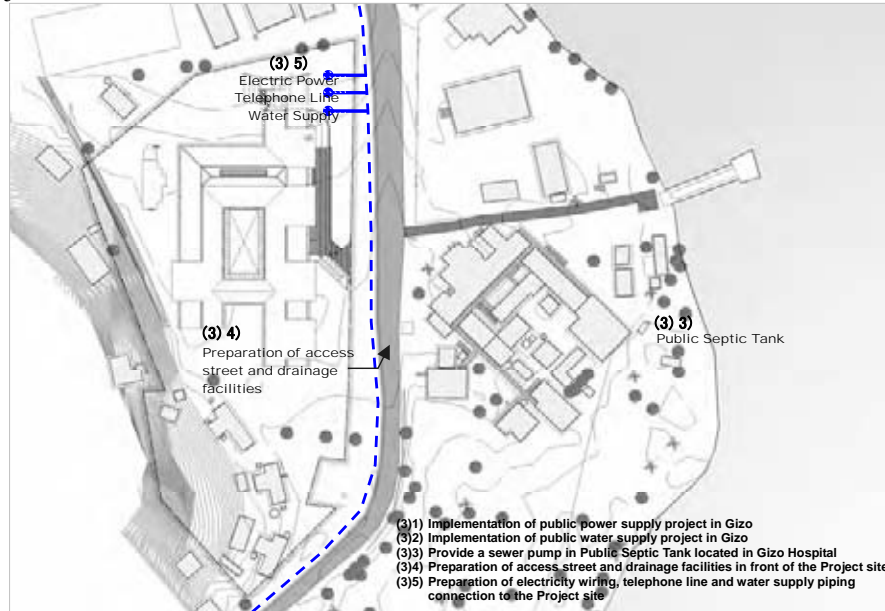 (3) 5)
Electric Power
Telephone Line
Water Supply
(3) 4)
Preparation of access
street and drainage
facilities
(3) 3)
Public Septic Tank
(3)1) Implementation of public power supply project in Gizo
(3)2) Implementation of public water supply project in Gizo
(3)3) Provide a sewer pump in Public Septic Tank located in Gizo Hospital
(3)4) Preparation of access street and drainage facilities in front of the Project site
(3)5) Preparation of electricity wiring, telephone line and water supply piping
connection to the Project site